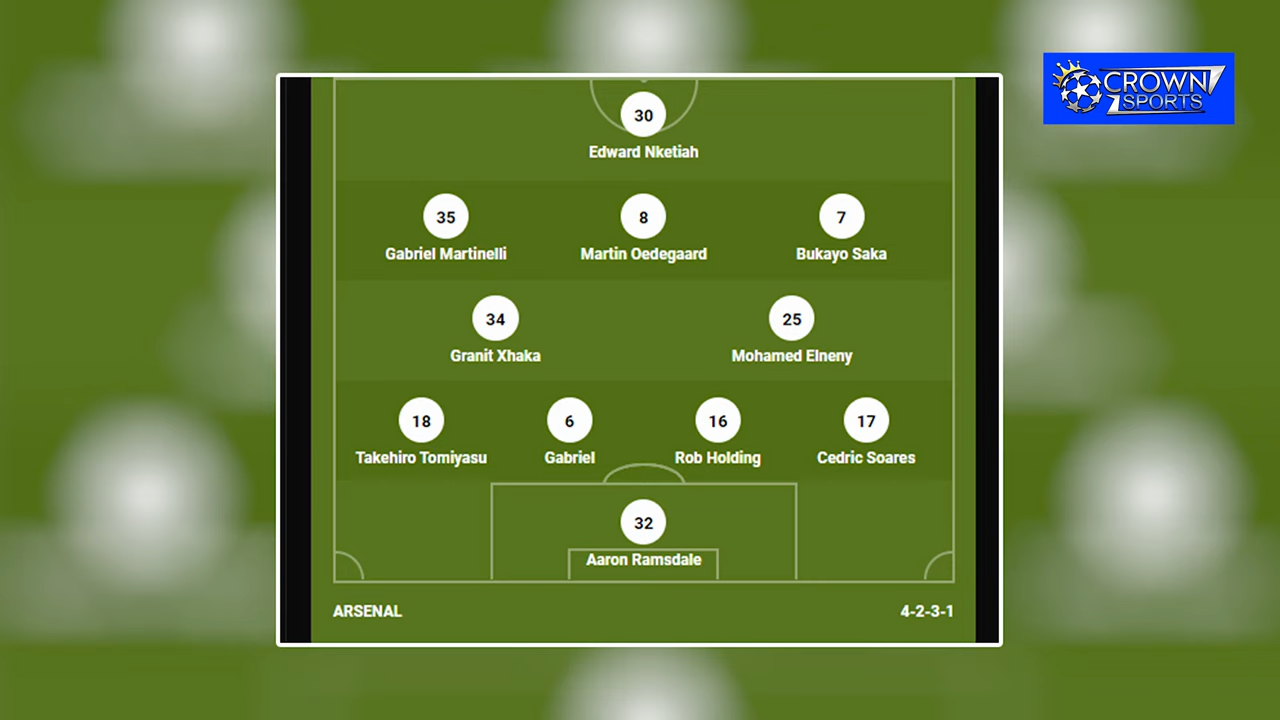 CROWN
SPORTS
30
Edward Nketiah
35 8 7
Gabriel Martinelli Martin Oedegaard Bukayo Saka
34 25
Granit Xhaka Mohamed Elneny
18 6 16 17
Takehiro Tomiyasu Gabriel Rob Holding Cedric Soares
32
Aaron Ramsdale
ARSENAL 4-2-3-1